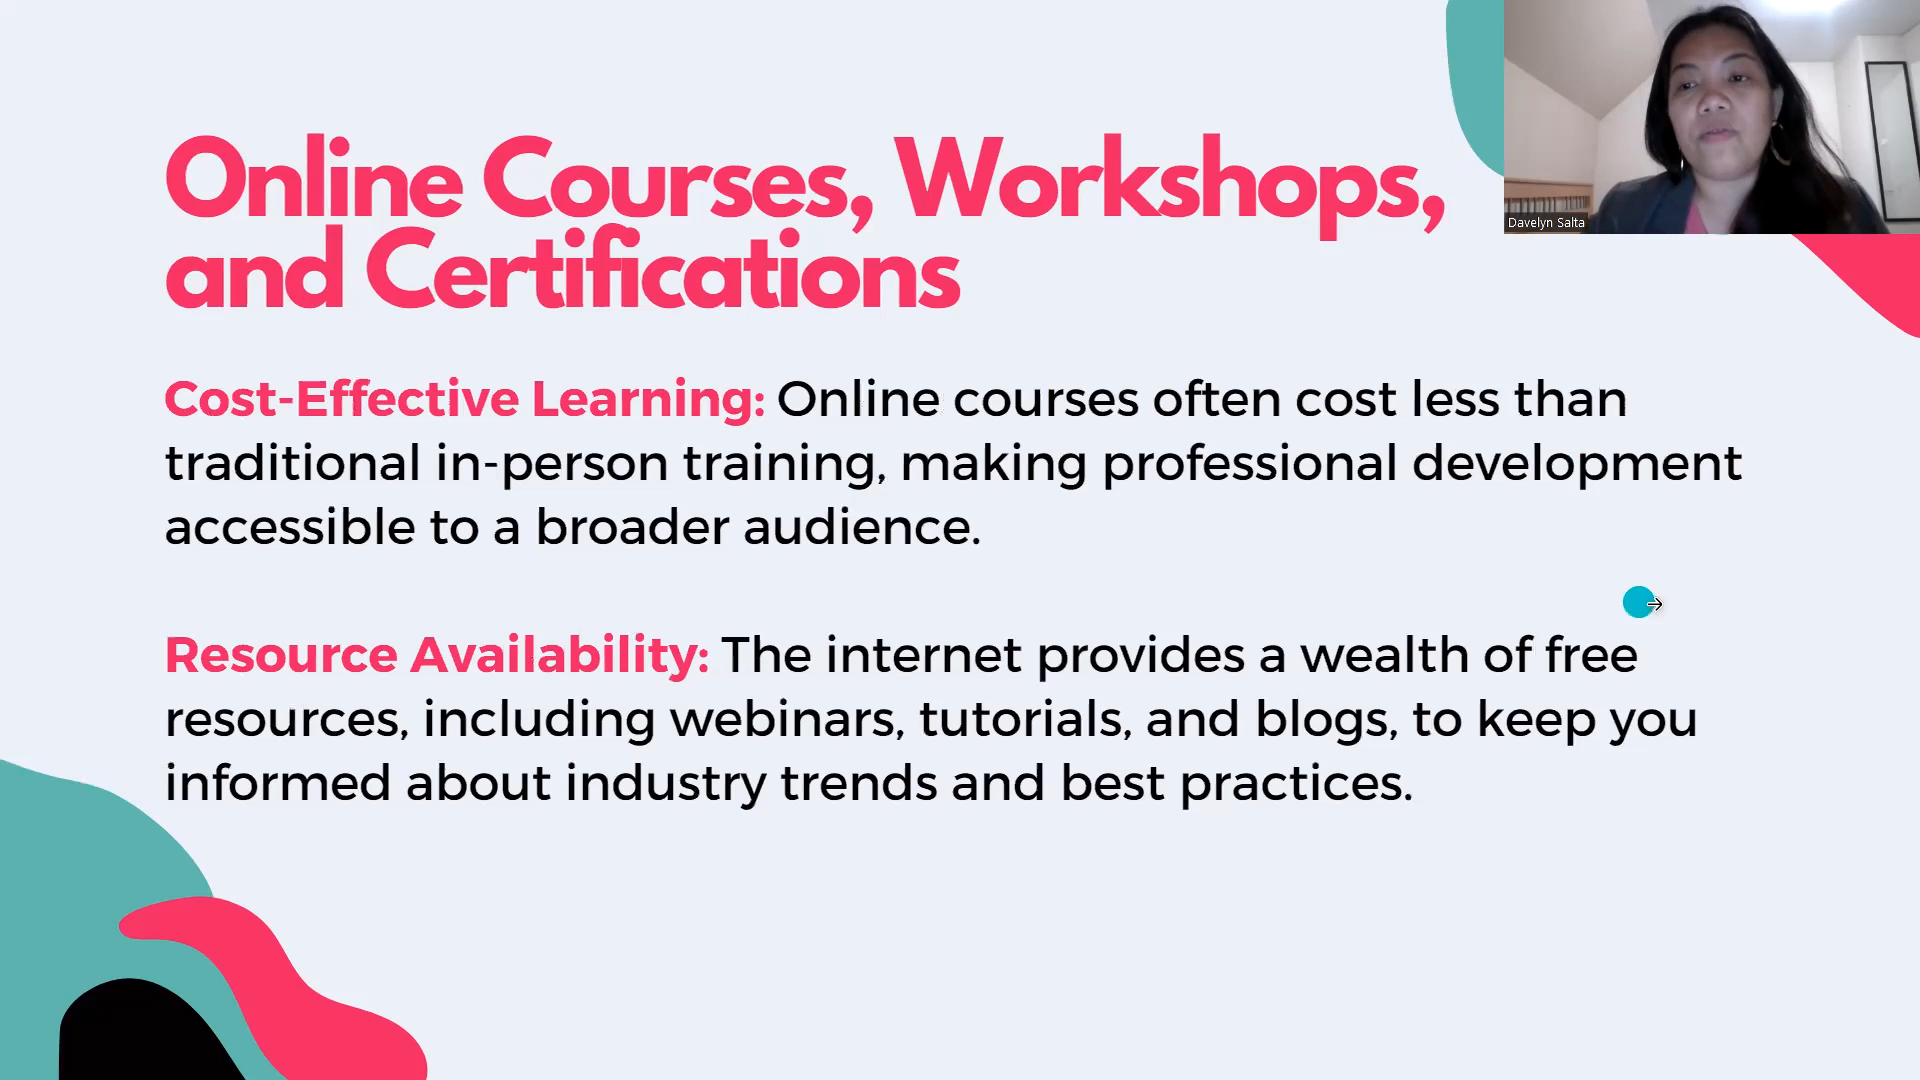 Online Courses, Workshops,
and Certifications
Davelyn Salta
Cost-Effective Learning: Online courses often cost less than
traditional in-person training, making professional development
accessible to a broader audience.
Resource Availability: The internet provides a wealth of free
resources, including webinars, tutorials, and blogs, to keep you
informed about industry trends and best practices.